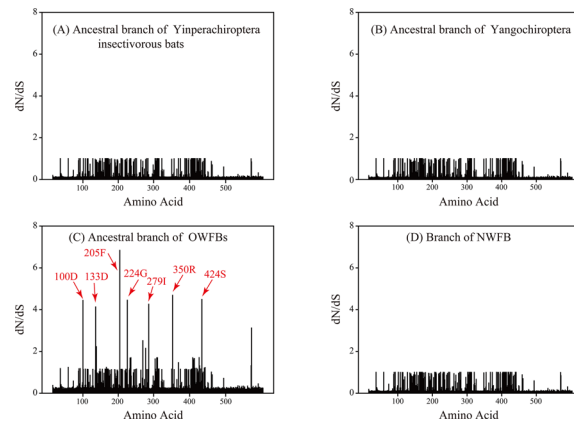 (A) Ancestral branch of Yinperachiroptera
insectivorous bats
8
6
4
2
0
dN/dS
100 200 300 400 500
Amino Acid
(B) Ancestral branch of Yangochiroptera
8
6
4
2
0
dN/dS
100 200 300 400 500
Amino Acid
(C) Ancestral branch of OWFBs
205F
100D 133D 224G 279I 350R 424S
8
6
4
2
0
dN/dS
100 200 300 400 500
Amino Acid
(D) Branch of NWFB
8
6
4
2
0
dN/dS
100 200 300 400 500
Amino Acid